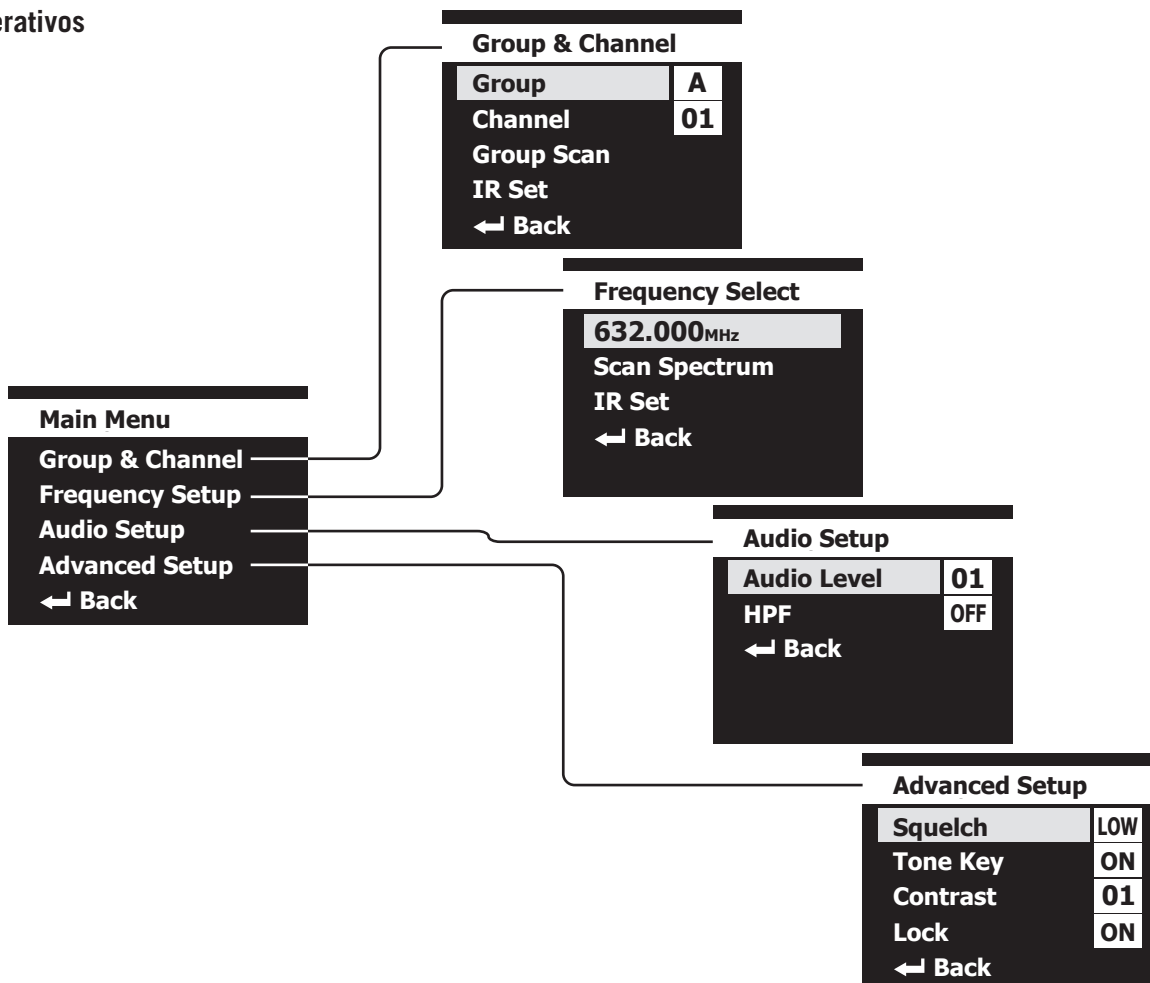 Group & Channel
Group A
Channel 01
Group Scan
IR Set
Back
Frequency Select
632.000MHz
Scan Spectrum
IR Set
Back
Main Menu
Group & Channel
Frequency Setup
Audio Setup
Advanced Setup
Back
Audio Setup
Audio Level 01
HPF OFF
Back
Advanced Setup
Squelch LOW
Tone Key ON
Contrast 01
Lock ON
Back